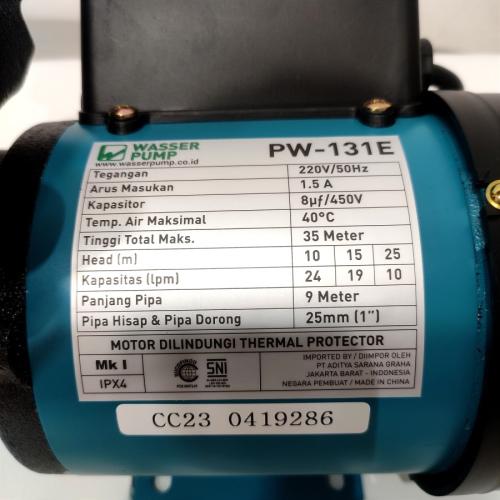 WASSER PUMP PW-131E
www.wasserpump.co.id
Tegangan 220V/50Hz
Arus Masukan 1.5 A
Kapasitor 8µf/450V
Temp. Air Maksimal 40°C
Tinggi Total Maks. 35 Meter
Head (m) 10 15 25
Kapasitas (lpm) 24 19 10
Panjang Pipa 9 Meter
Pipa Hisap & Pipa Dorong 25mm (1")
MOTOR DILINDUNGI THERMAL PROTECTOR
Mk I
IPX4
SNI
IMPORTED BY / DIIMPOR OLEH
PT ADITYA SARANA GRAHA
JAKARTA BARAT - INDONESIA
NEGARA PEMBUAT / MADE IN CHINA
CC23 0419286